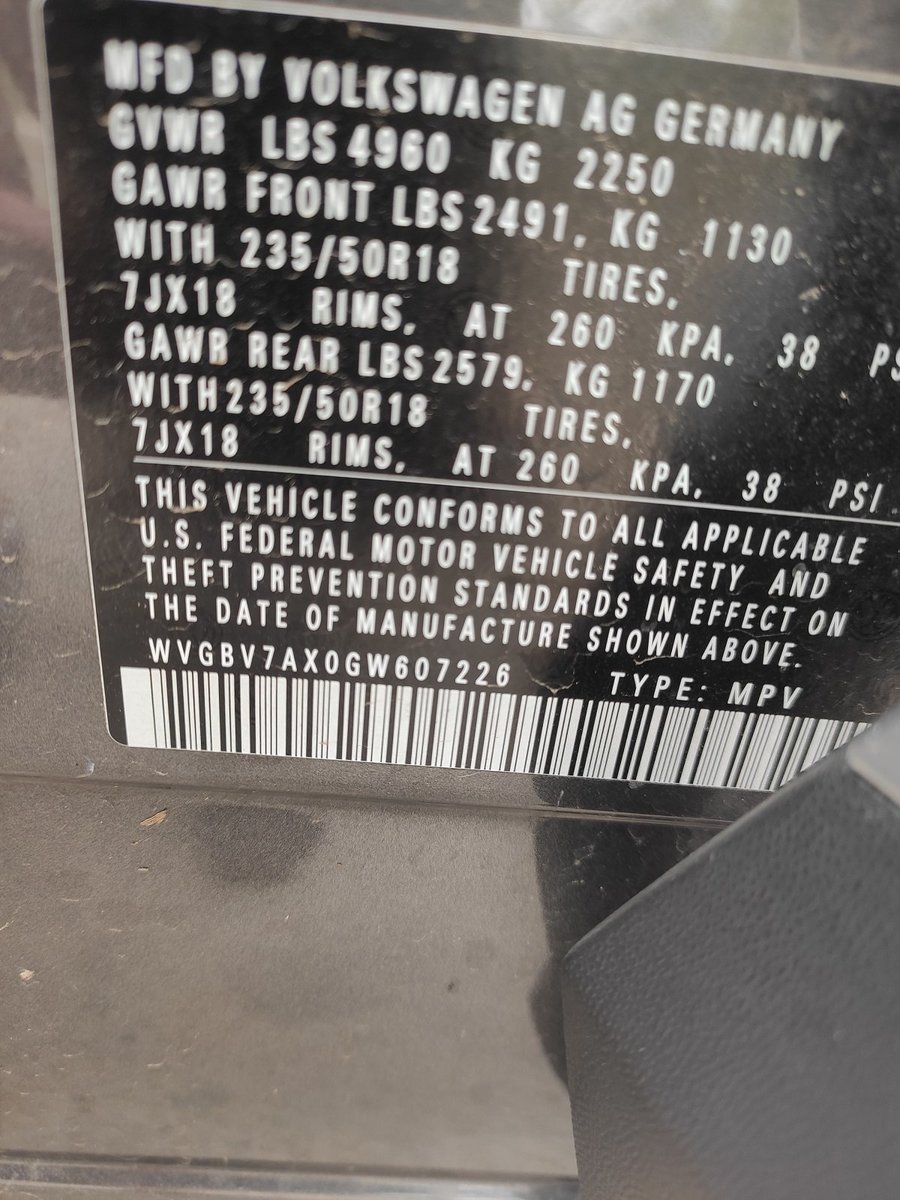 MFD BY VOLKSWAGEN AG GERMANY
GVWR LBS 4960 KG 2250
GAWR FRONT LBS 2491, KG 1130
WITH 235/50R18 TIRES,
7JX18 RIMS, AT 260 KPA, 38 PS
GAWR REAR LBS 2579, KG 1170
WITH 235/50R18 TIRES,
7JX18 RIMS, AT 260 KPA, 38 PSI.
THIS VEHICLE CONFORMS TO ALL APPLICABLE
U.S. FEDERAL MOTOR VEHICLE SAFETY AND
THEFT PREVENTION STANDARDS IN EFFECT ON
THE DATE OF MANUFACTURE SHOWN ABOVE.
WVGBV7AX0GW607226 TYPE: MPV